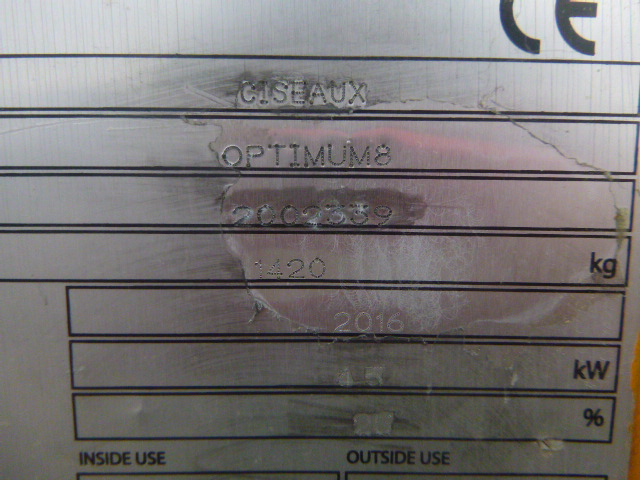 CE
CISEAUX
OPTIMUM8
2002339
1420 kg
2016
kW
%
INSIDE USE OUTSIDE USE